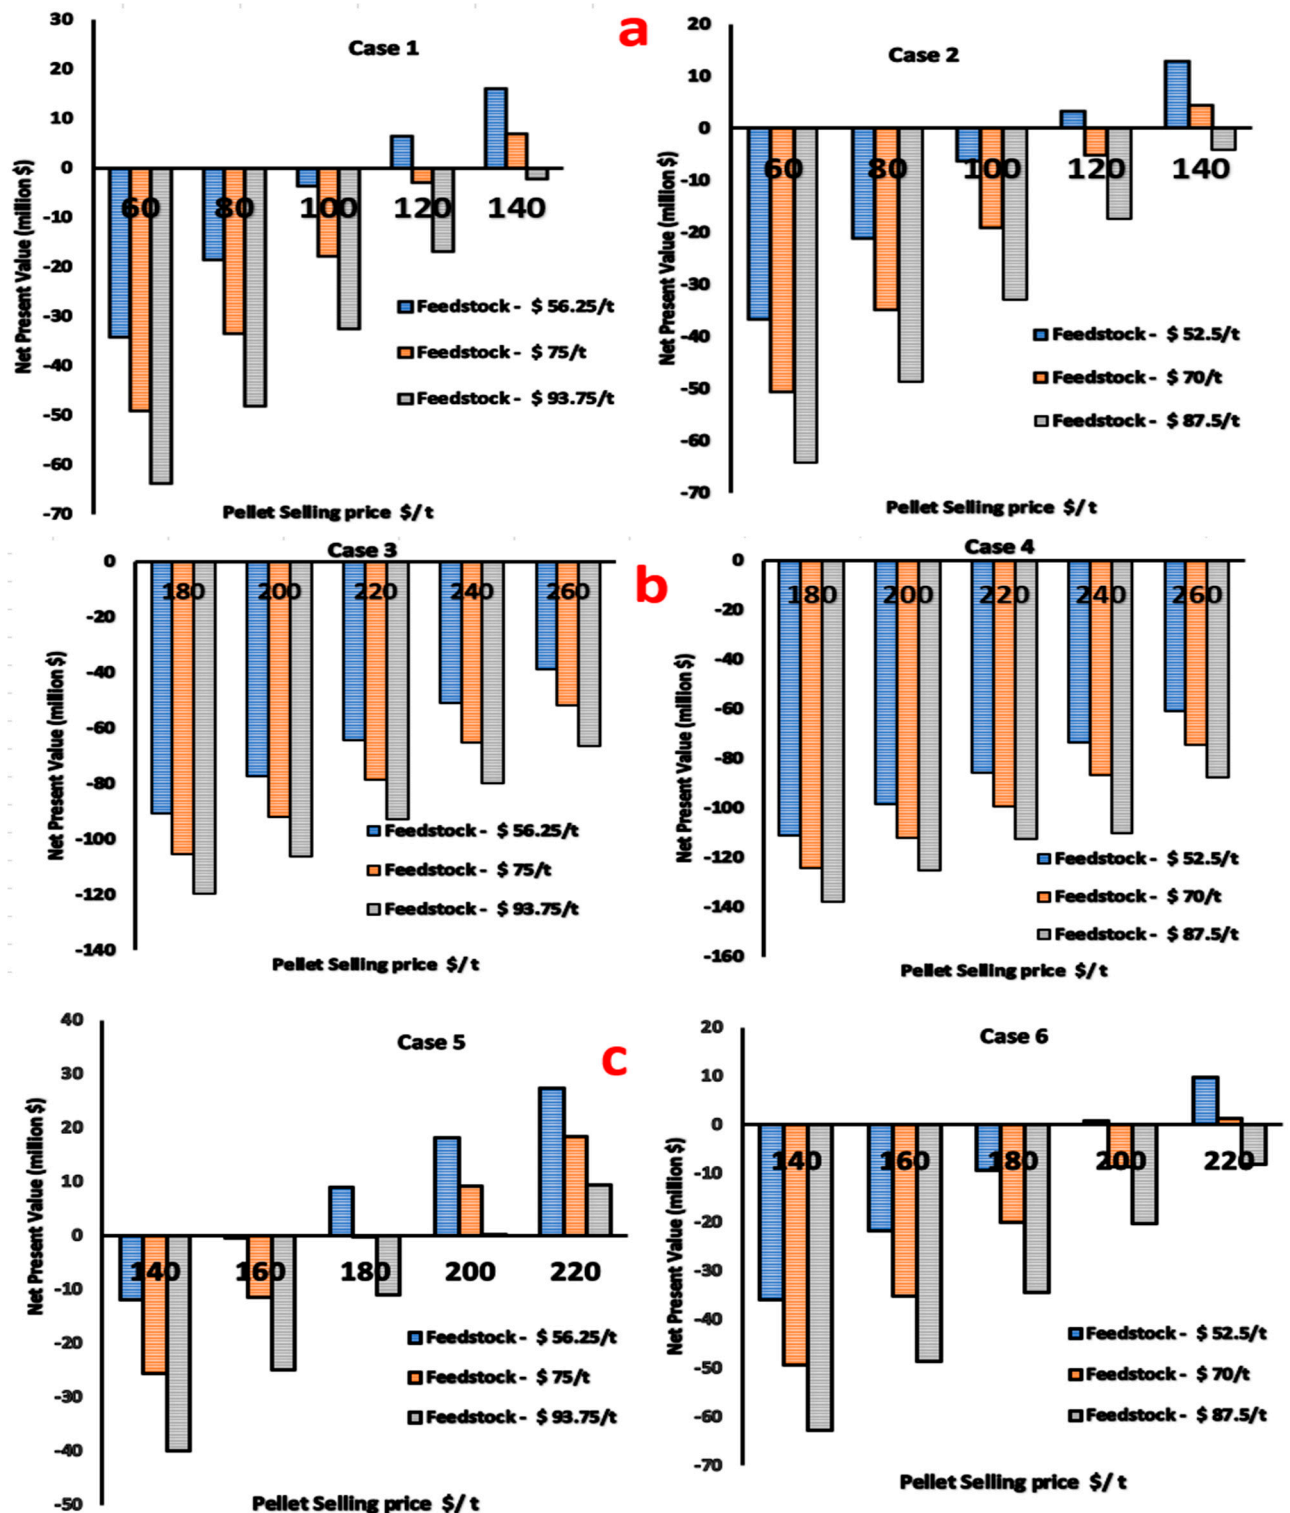 a
Case 1
30
20
10
0
-10
-20
-30
-40
-50
-60
-70
Net Present Value (million $)
60 80 100 120 140
Feedstock - $ 56.25/t
Feedstock - $ 75/t
Feedstock - $ 93.75/t
Pellet Selling price $/ t
Case 2
20
10
0
-10
-20
-30
-40
-50
-60
-70
Net Present Value (million $)
60 80 100 120 140
Feedstock - $ 52.5/t
Feedstock - $ 70/t
Feedstock - $ 87.5/t
Pellet Selling price $/ t
b
Case 3
0
-20
-40
-60
-80
-100
-120
-140
Net Present Value (million $)
180 200 220 240 260
Feedstock - $ 56.25/t
Feedstock - $ 75/t
Feedstock - $ 93.75/t
Pellet Selling price $/ t
Case 4
0
-20
-40
-60
-80
-100
-120
-140
-160
Net Present Value (million $)
180 200 220 240 260
Feedstock - $ 52.5/t
Feedstock - $ 70/t
Feedstock - $ 87.5/t
Pellet Selling price $/ t
c
Case 5
40
30
20
10
0
-10
-20
-30
-40
-50
Net Present Value (million $)
140 160 180 200 220
Feedstock - $ 56.25/t
Feedstock - $ 75/t
Feedstock - $ 93.75/t
Pellet Selling price $/ t
Case 6
20
10
0
-10
-20
-30
-40
-50
-60
-70
Net Present Value (million $)
140 160 180 200 220
Feedstock - $ 52.5/t
Feedstock - $ 70/t
Feedstock - $ 87.5/t
Pellet Selling price $/ t